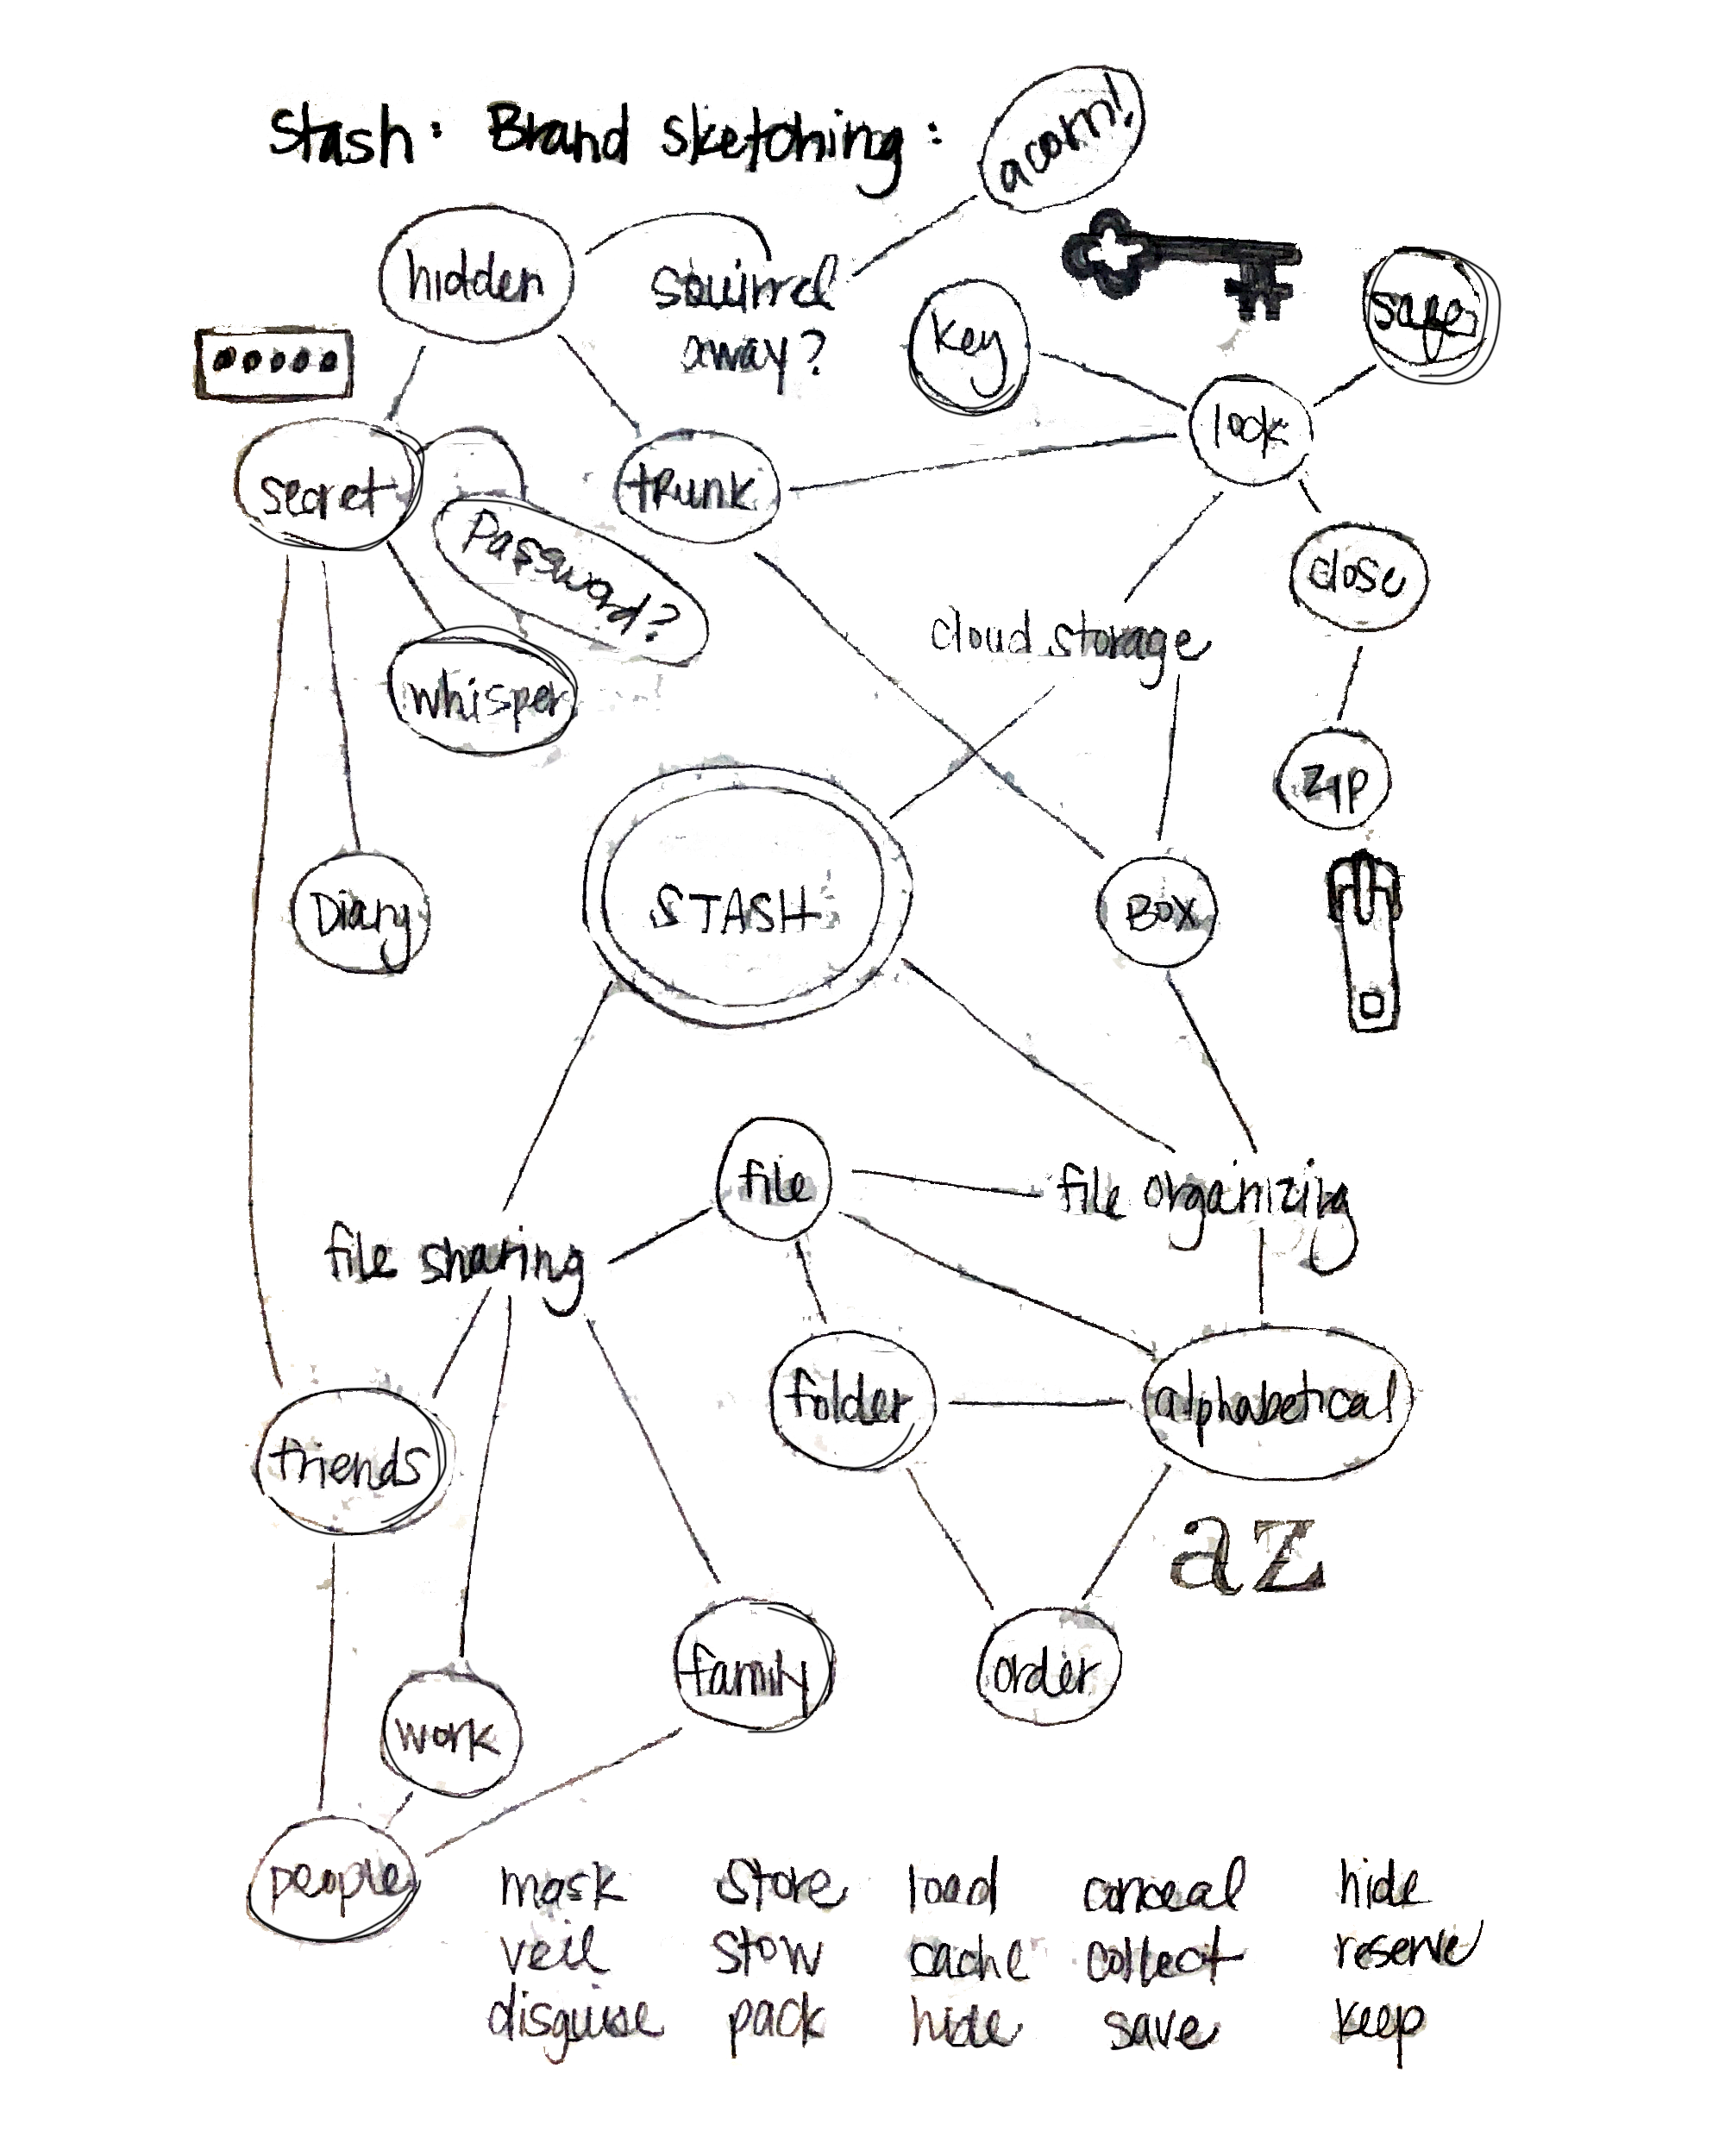 Stash: Brand Sketching:
acorn!
hidden
squirrel
away?
key
safe
lock
secret
trunk
Password?
close
cloud storage
whisper
zip
STASH
Diary
BOX
file
file organizing
file sharing
folder
alphabetical
friends
az
family
order
work
people
mask store load conceal hide
veil stow cache collect reserve
disguise pack hide save keep